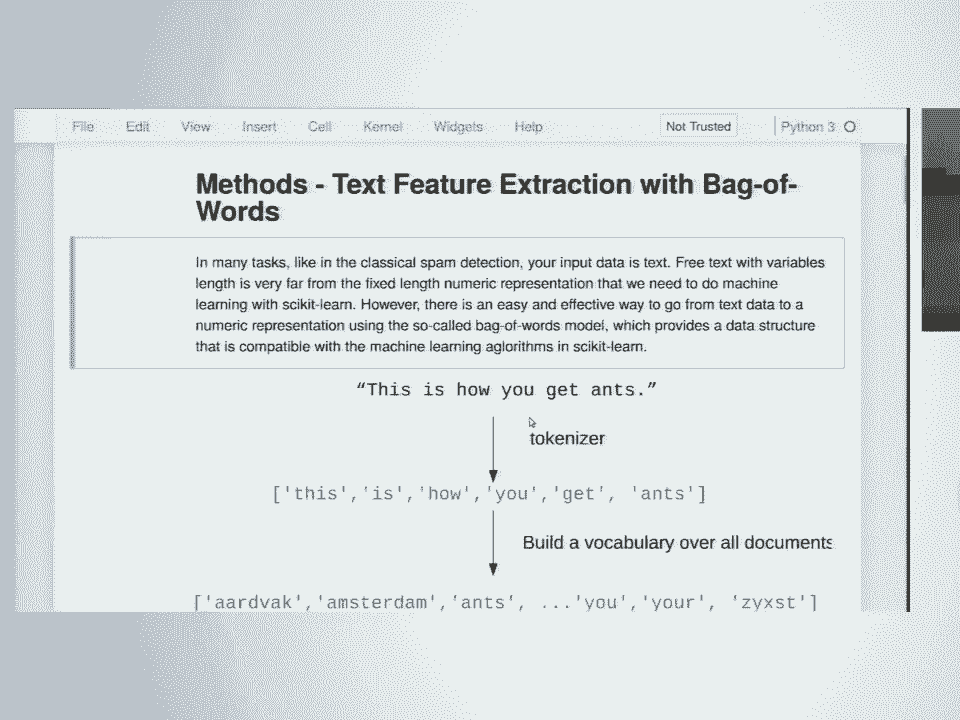 File Edit View Insert Cell Kernel Widgets Help Not Trusted Python 3
Methods - Text Feature Extraction with Bag-of-
Words
In many tasks, like in the classical spam detection, your input data is text. Free text with variables
length is very far from the fixed length numeric representation that we need to do machine
learning with scikit-learn. However, there is an easy and effective way to go from text data to a
numeric representation using the so-called bag-of-words model, which provides a data structure
that is compatible with the machine learning aglorithms in scikit-learn.
“This is how you get ants.”
tokenizer
['this','is','how','you','get', 'ants']
Build a vocabulary over all documents
['aardvak','amsterdam','ants', ...'you','your', 'zyxst']